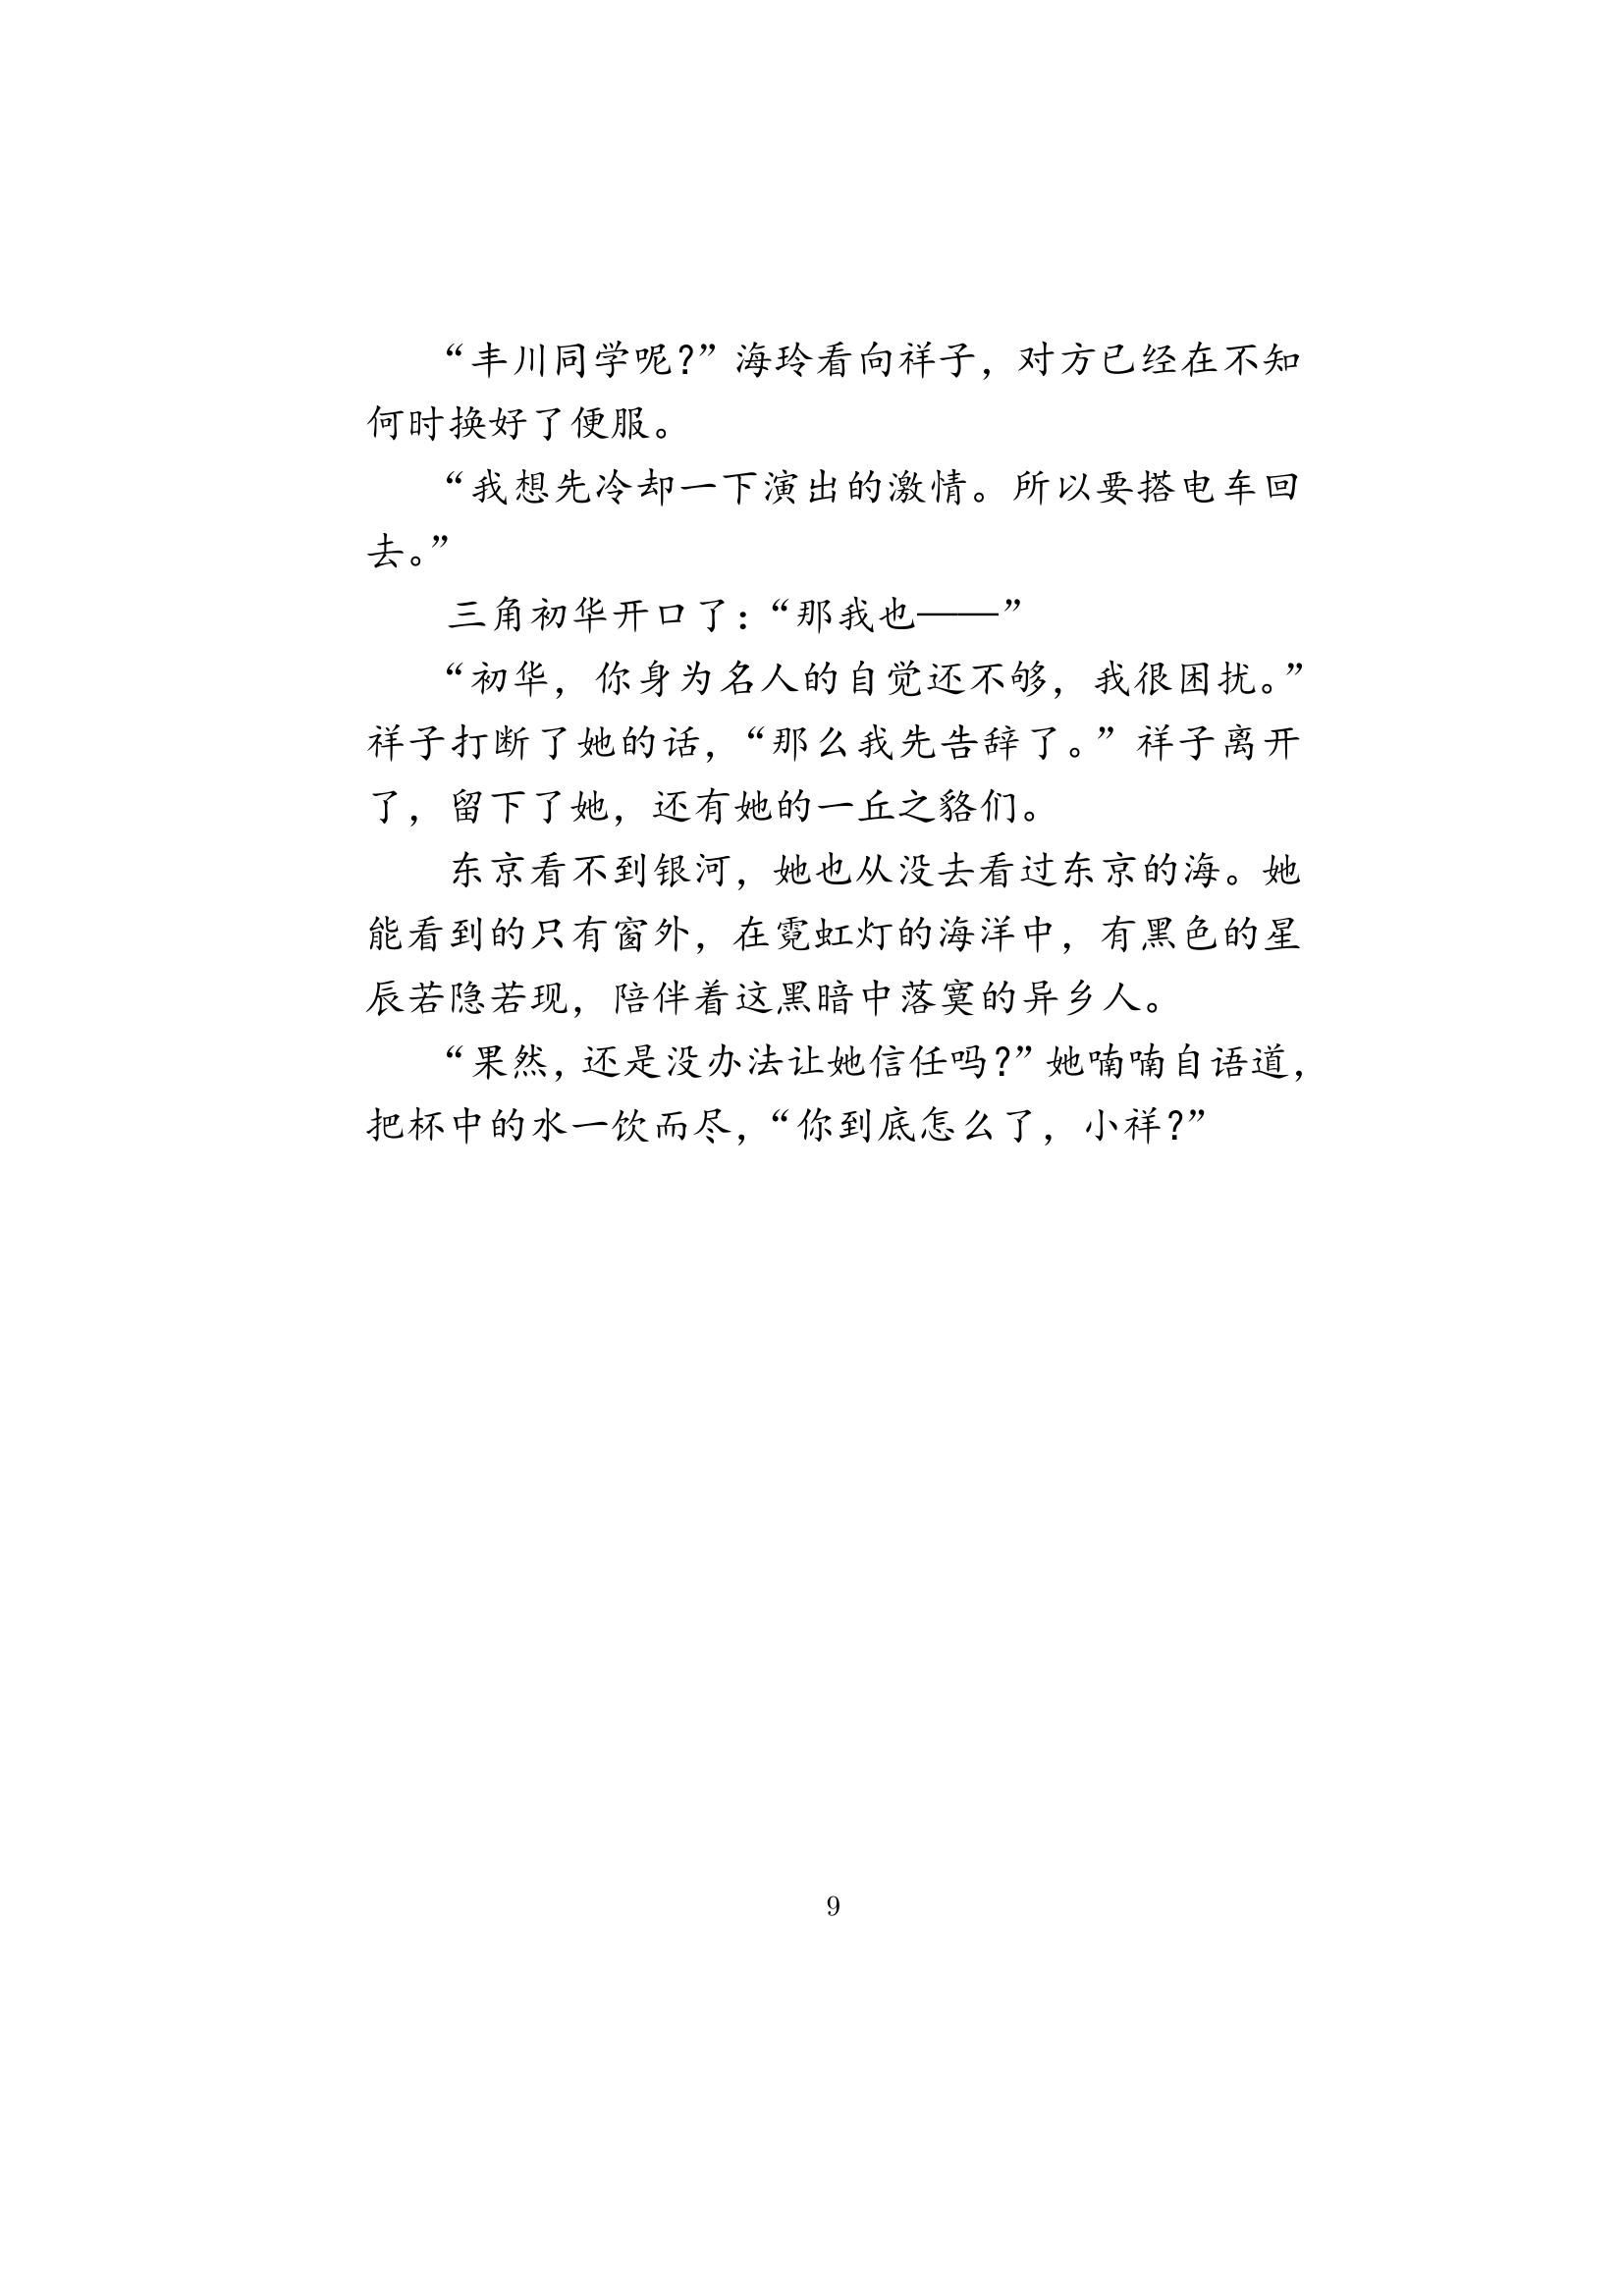 “丰川同学呢？”海玲看向祥子，对方已经在不知
何时换好了便服。
“我想先冷却一下演出的激情。所以要搭电车回
去。”
三角初华开口了：“那我也——”
“初华，你身为名人的自觉还不够，我很困扰。”
祥子打断了她的话，“那么我先告辞了。”祥子离开
了，留下了她，还有她的一丘之貉们。
东京看不到银河，她也从没去看过东京的海。她
能看到的只有窗外，在霓虹灯的海洋中，有黑色的星
辰若隐若现，陪伴着这黑暗中落寞的异乡人。
“果然，还是没办法让她信任吗？”她喃喃自语道，
把杯中的水一饮而尽，“你到底怎么了，小祥？”
9